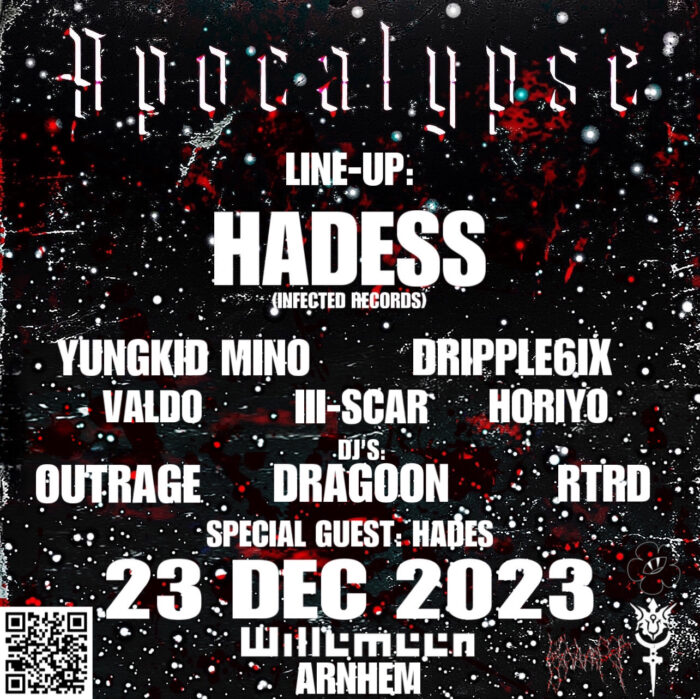 Apocalypse
LINE-UP:
HADESS
(INFECTED RECORDS)
YUNGKID MINO DRIPPLE6IX
VALDO III-SCAR HORIYO
DJ'S:
OUTRAGE DRAGOON RTRD
SPECIAL GUEST: HADES
23 DEC 2023
Willemeen
ARNHEM